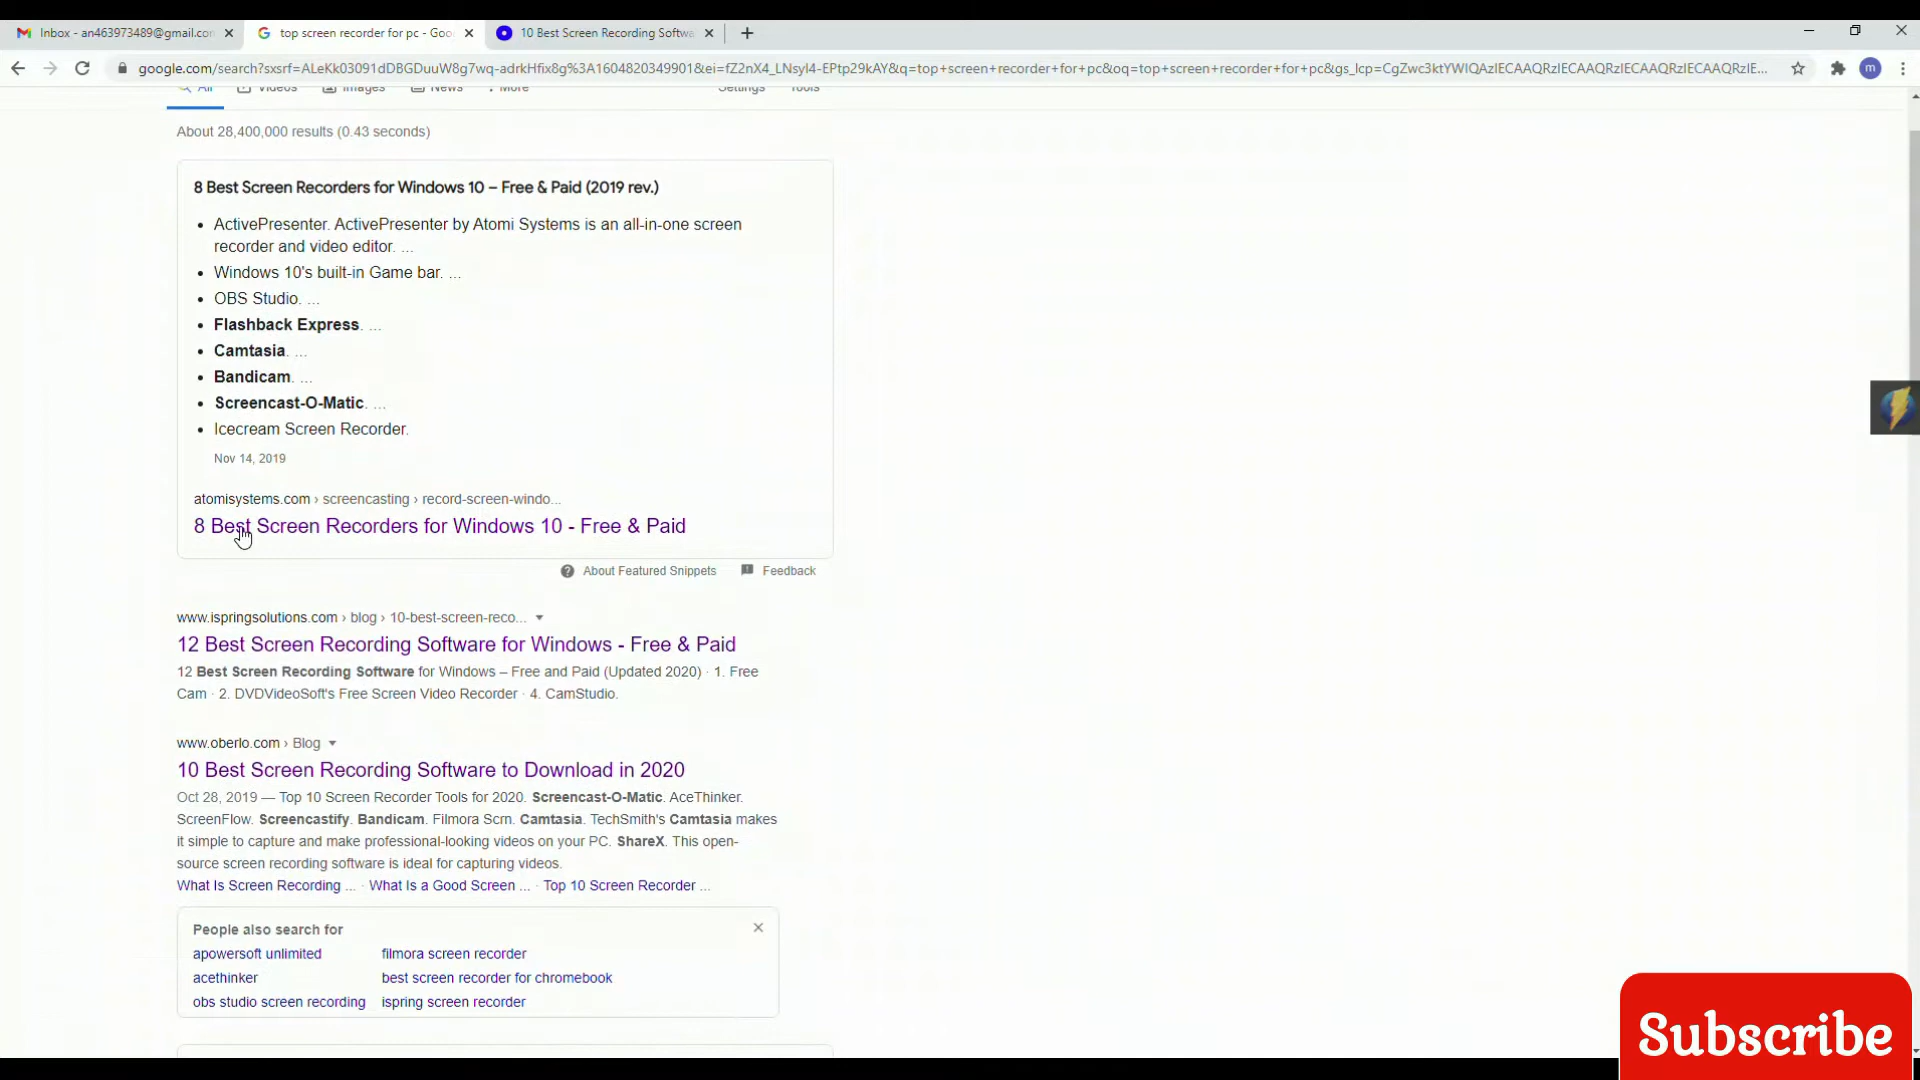 Inbox - an463973489@gmail.com
top screen recorder for pc - Goo
10 Best Screen Recording Softwa
google.com/search?sxsrf=ALeKk03091dDBGDuuW8g7wq-adrkHfix8g%3A1604820349901&ei=fZ2nX4_LNsyl4-EPtp29kAY&q=top+screen+recorder+for+pc&oq=top+screen+recorder+for+pc&gs_lcp=CgZwc3ktYWIQAzIECAAQRzIECAAQRzIECAAQRzIECAAQRzIE...
m
All Videos Images News More Settings Tools
About 28,400,000 results (0.43 seconds)
8 Best Screen Recorders for Windows 10 – Free & Paid (2019 rev.)
• ActivePresenter. ActivePresenter by Atomi Systems is an all-in-one screen
recorder and video editor. ...
• Windows 10's built-in Game bar. ...
• OBS Studio. ...
• Flashback Express. ...
• Camtasia. ...
• Bandicam. ...
• Screencast-O-Matic. ...
• Icecream Screen Recorder.
Nov 14, 2019
atomisystems.com › screencasting › record-screen-windo...
8 Best Screen Recorders for Windows 10 - Free & Paid
About Featured Snippets Feedback
www.ispringsolutions.com › blog › 10-best-screen-reco...
12 Best Screen Recording Software for Windows - Free & Paid
12 Best Screen Recording Software for Windows – Free and Paid (Updated 2020) · 1. Free
Cam · 2. DVDVideoSoft's Free Screen Video Recorder · 4. CamStudio.
www.oberlo.com › Blog
10 Best Screen Recording Software to Download in 2020
Oct 28, 2019 — Top 10 Screen Recorder Tools for 2020. Screencast-O-Matic. AceThinker.
ScreenFlow. Screencastify. Bandicam. Filmora Scrn. Camtasia. TechSmith's Camtasia makes
it simple to capture and make professional-looking videos on your PC. ShareX. This open-
source screen recording software is ideal for capturing videos.
What Is Screen Recording ... · What Is a Good Screen ... · Top 10 Screen Recorder ...
People also search for
apowersoft unlimited filmora screen recorder
acethinker best screen recorder for chromebook
obs studio screen recording ispring screen recorder
Subscribe